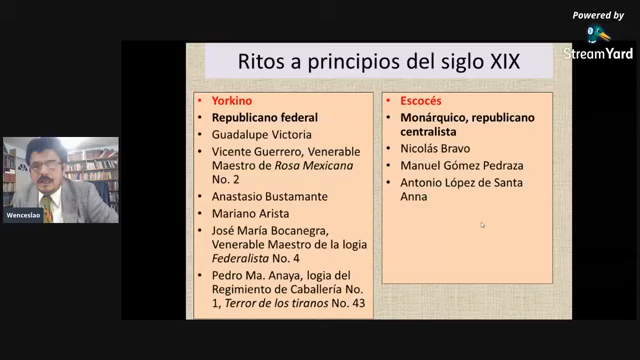 Powered by
StreamYard
Ritos a principios del siglo XIX
• Yorkino
• Republicano federal
• Guadalupe Victoria
• Vicente Guerrero, Venerable
Maestro de Rosa Mexicana
No. 2
• Anastasio Bustamante
• Mariano Arista
• José María Bocanegra,
Venerable Maestro de la logia
Federalista No. 4
• Pedro Ma. Anaya, logia del
Regimiento de Caballería No.
1, Terror de los tiranos No. 43
• Escocés
• Monárquico, republicano
centralista
• Nicolás Bravo
• Manuel Gómez Pedraza
• Antonio López de Santa
Anna
Wenceslao